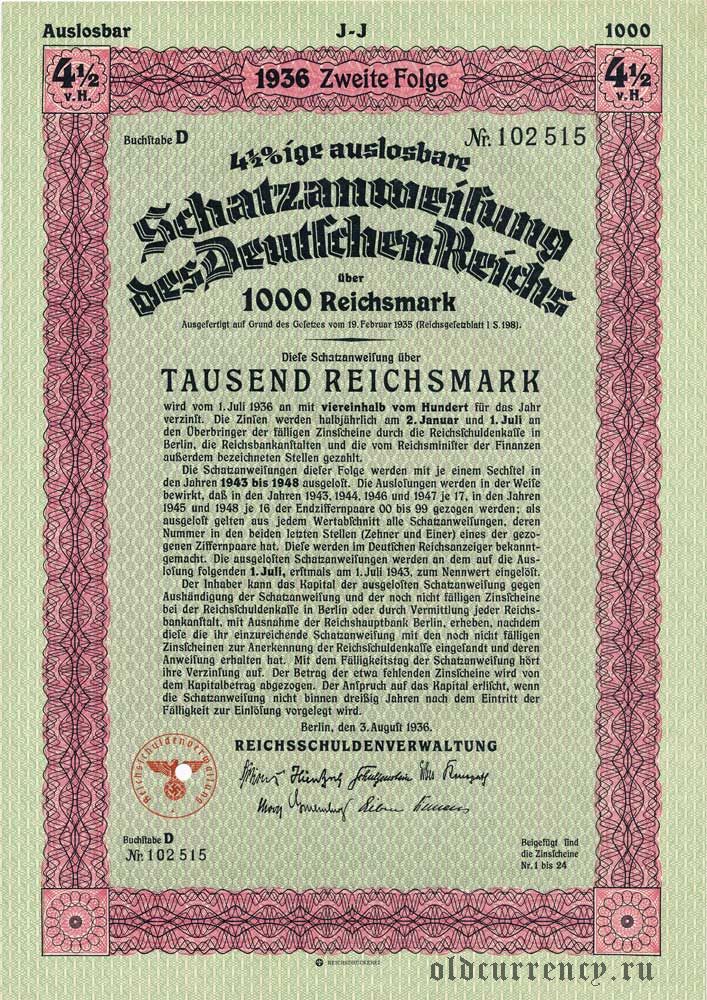 Auslosbar J-J 1000
4½ v.H. 1936 Zweite Folge 4½ v.H.
Buchſtabe D Nr. 102515
4½%ige auslosbare
Schatzanweiſung
des Deutſchen Reichs
über
1000 Reichsmark
Ausgefertigt auf Grund des Geſetzes vom 19. Februar 1935 (Reichsgeſetzblatt I S. 198).
Dieſe Schatzanweiſung über
TAUSEND REICHSMARK
wird vom 1. Juli 1936 an mit viereinhalb vom Hundert für das Jahr
verzinſt. Die Zinſen werden halbjährlich am 2. Januar und 1. Juli an
den Überbringer der fälligen Zinsſcheine durch die Reichsſchuldenkaſſe in
Berlin, die Reichsbankanſtalten und die vom Reichsminiſter der Finanzen
außerdem bezeichneten Stellen gezahlt.
Die Schatzanweiſungen dieſer Folge werden mit je einem Sechſtel in
den Jahren 1943 bis 1948 ausgeloſt. Die Ausloſungen werden in der Weiſe
bewirkt, daß in den Jahren 1943, 1944, 1946 und 1947 je 17, in den Jahren
1945 und 1948 je 16 der Endziffernpaare 00 bis 99 gezogen werden; als
ausgeloſt gelten aus jedem Wertabſchnitt alle Schatzanweiſungen, deren
Nummer in den beiden letzten Stellen (Zehner und Einer) eines der gezo-
genen Ziffernpaare hat. Dieſe werden im Deutſchen Reichsanzeiger bekannt-
gemacht. Die ausgeloſten Schatzanweiſungen werden an dem auf die Aus-
loſung folgenden 1. Juli, erſtmals am 1. Juli 1943, zum Nennwert eingelöſt.
Der Inhaber kann das Kapital der ausgeloſten Schatzanweiſung gegen
Aushändigung der Schatzanweiſung und der noch nicht fälligen Zinsſcheine
bei der Reichsſchuldenkaſſe in Berlin oder durch Vermittlung jeder Reichs-
bankanſtalt, mit Ausnahme der Reichshauptbank Berlin, erheben, nachdem
dieſe die ihr einzureichende Schatzanweiſung mit den noch nicht fälligen
Zinsſcheinen zur Anerkennung der Reichsſchuldenkaſſe eingeſandt und deren
Anweiſung erhalten hat. Mit dem Fälligkeitstag der Schatzanweiſung hört
ihre Verzinſung auf. Der Betrag der etwa fehlenden Zinsſcheine wird von
dem Kapitalbetrag abgezogen. Der Anſpruch auf das Kapital erliſcht, wenn
die Schatzanweiſung nicht binnen dreißig Jahren nach dem Eintritt der
Fälligkeit zur Einlöſung vorgelegt wird.
Berlin, den 3. Auguſt 1936.
REICHSSCHULDENVERWALTUNG
Reichsſchuldenverwaltung
Buchſtabe D
Nr. 102515
Beigefügt ſind
die Zinsſcheine
Nr. 1 bis 24
REICHSDRUCKEREI
oldcurrency.ru